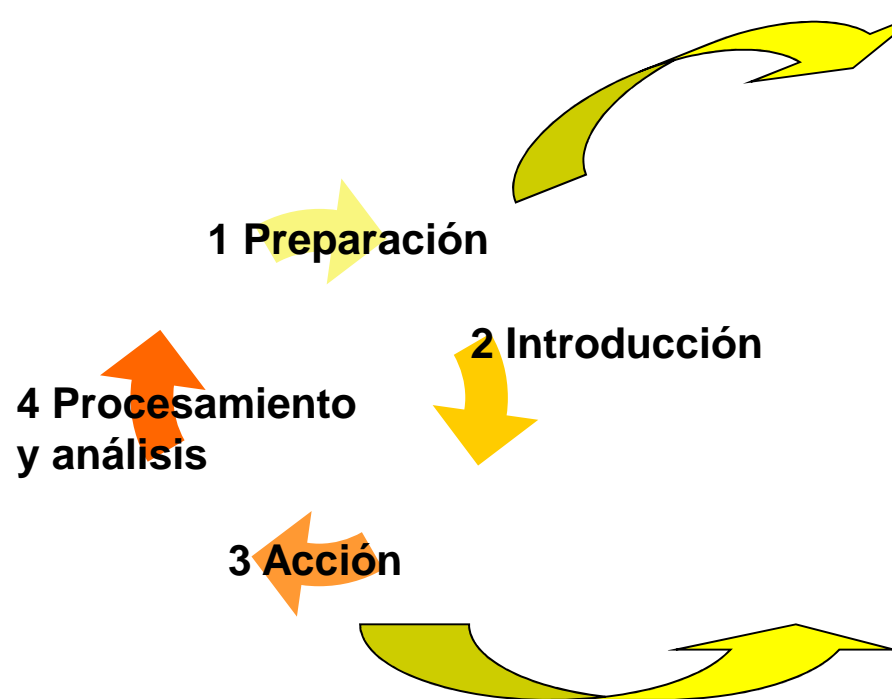 1 Preparación
2 Introducción
4 Procesamiento
y análisis
3 Acción